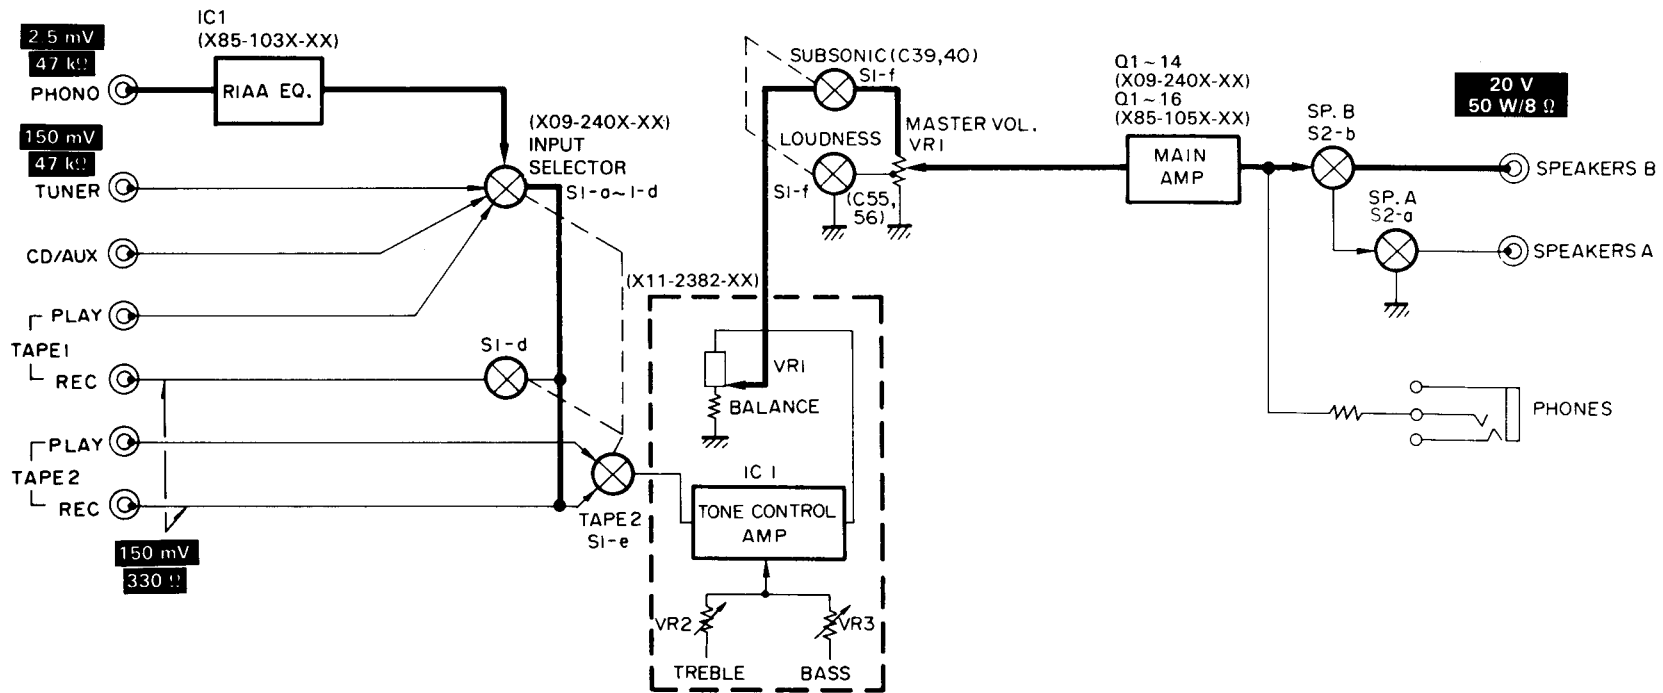 IC1
(X85-103X-XX)
2.5 mV
47 kΩ
PHONO
RIAA EQ.
150 mV
47 kΩ
TUNER
(X09-240X-XX)
INPUT
SELECTOR
S1-a~1-d
CD/AUX
PLAY
TAPE1
REC
S1-d
PLAY
TAPE2
REC
150 mV
330 Ω
TAPE2
S1-e
(X11-2382-XX)
VR1
BALANCE
IC 1
TONE CONTROL
AMP
VR2
VR3
TREBLE
BASS
SUBSONIC(C39,40)
S1-f
LOUDNESS
S1-f
(C55,
56)
MASTER VOL.
VR1
Q1~14
(X09-240X-XX)
Q1~16
(X85-105X-XX)
MAIN
AMP
SP. B
S2-b
SP. A
S2-a
20 V
50 W/8 Ω
SPEAKERS B
SPEAKERS A
PHONES